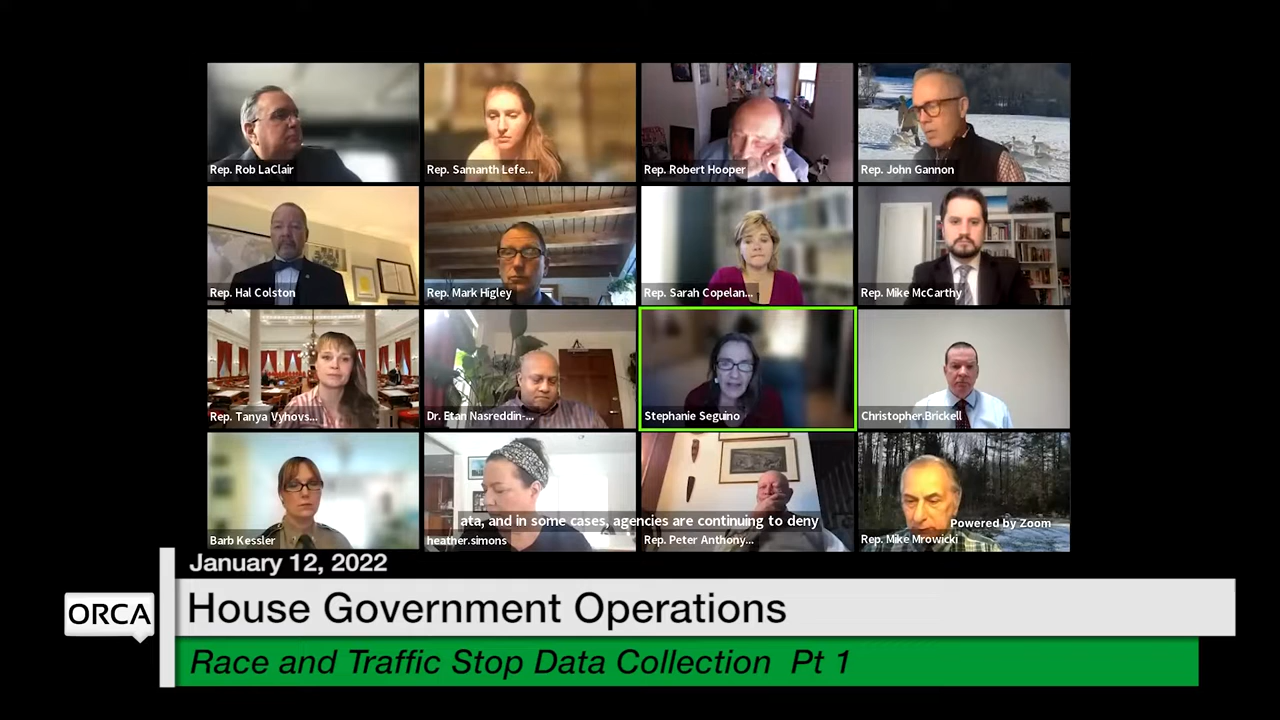 Rep. Rob LaClair
Rep. Samanth Lefe...
Rep. Robert Hooper
Rep. John Gannon
Rep. Hal Colston
Rep. Mark Higley
Rep. Sarah Copelan...
Rep. Mike McCarthy
Rep. Tanya Vyhovs...
Dr. Etan Nasreddin-...
Stephanie Seguino
Christopher.Brickell
Barb Kessler
heather.simons
Rep. Peter Anthony...
Rep. Mike Mrowicki
ata, and in some cases, agencies are continuing to deny
Powered by Zoom
January 12, 2022
ORCA
House Government Operations
Race and Traffic Stop Data Collection Pt 1